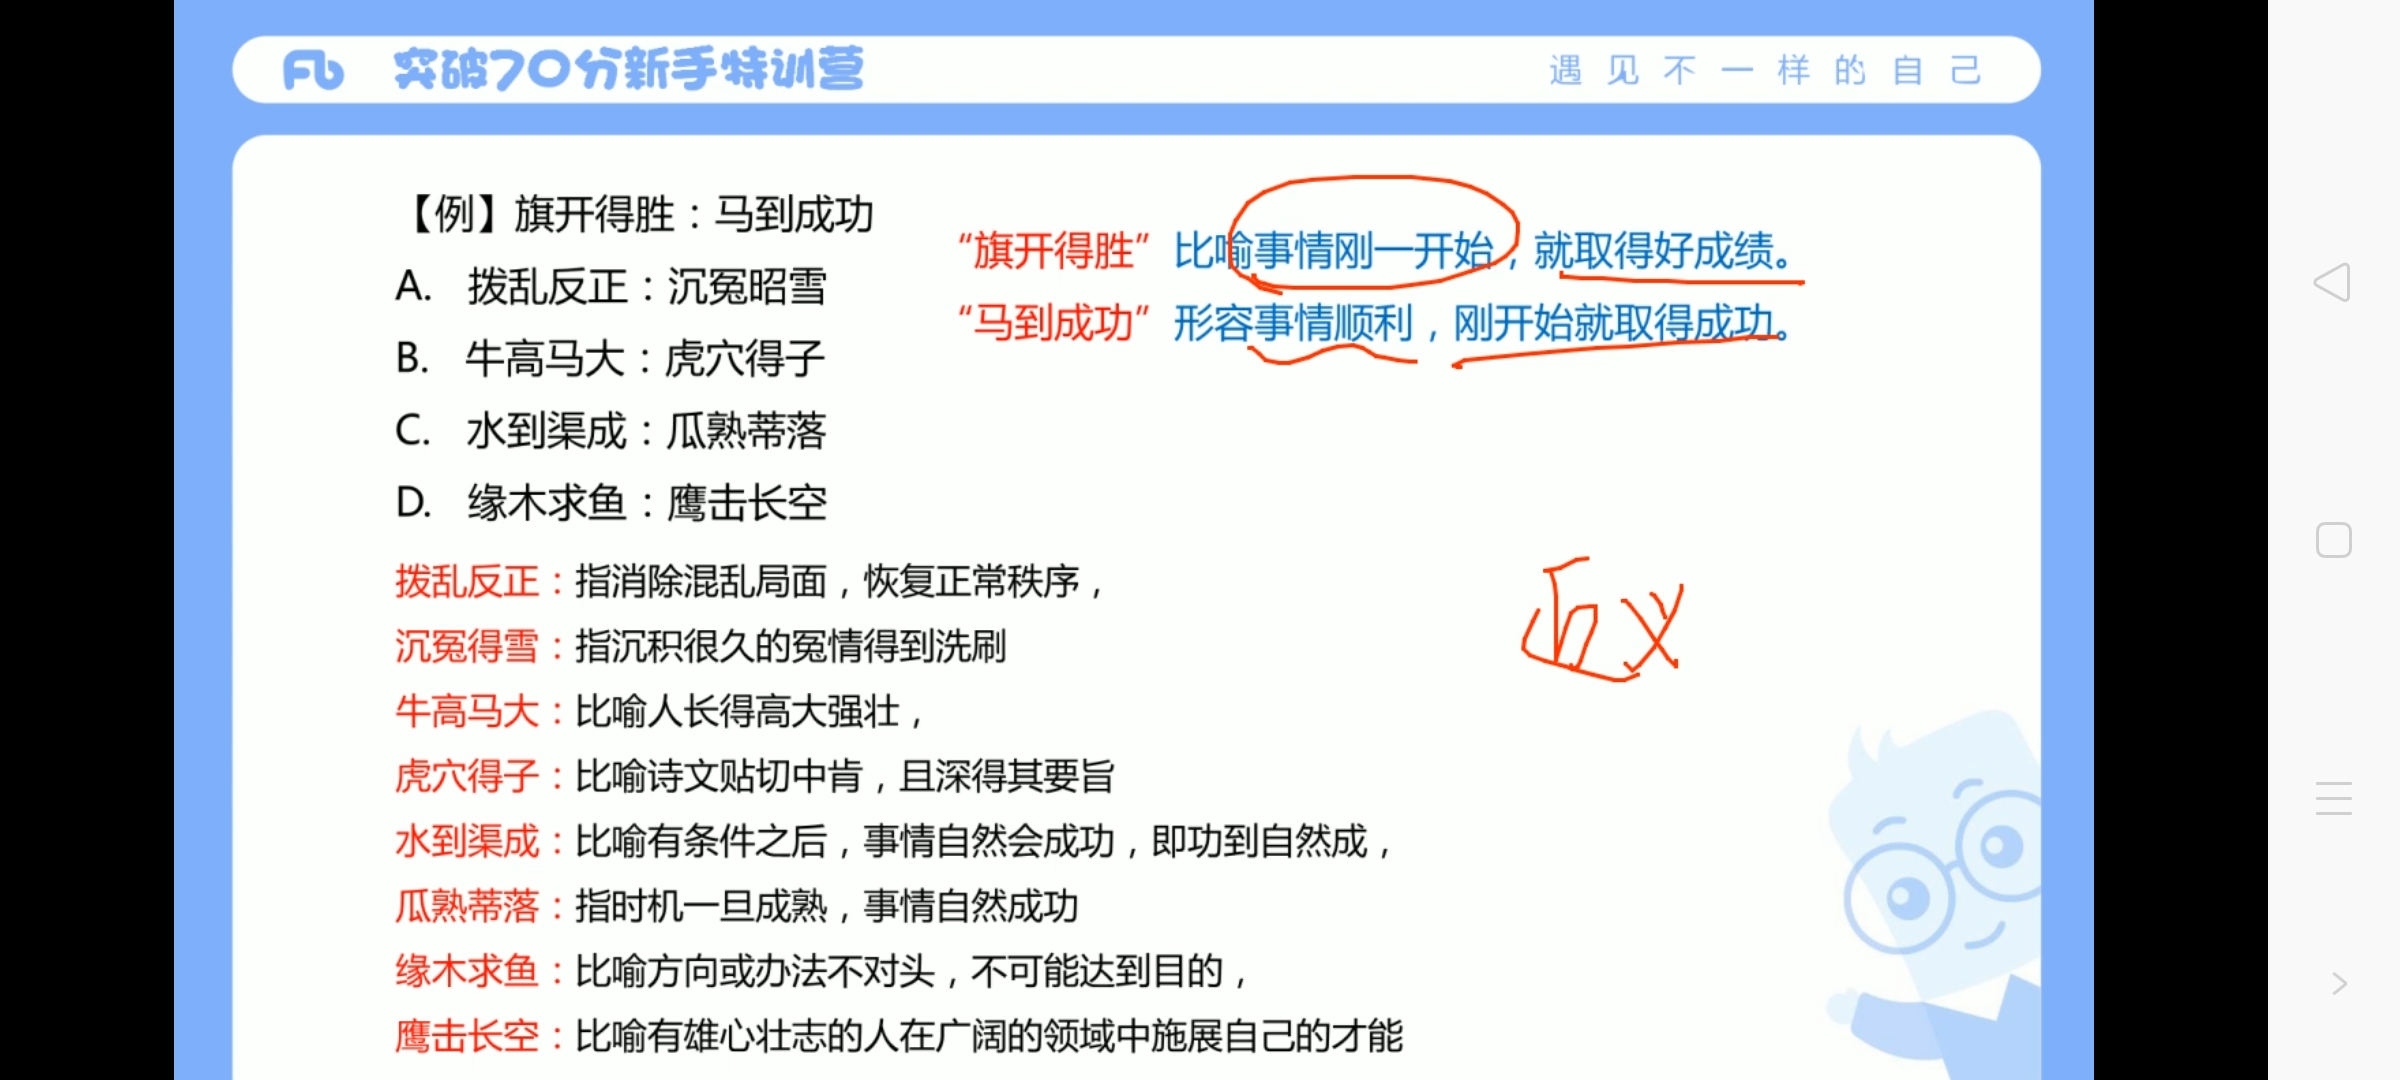 Fb 突破70分新手特训营
遇见不一样的自己
【例】旗开得胜：马到成功
A. 拨乱反正：沉冤昭雪
B. 牛高马大：虎穴得子
C. 水到渠成：瓜熟蒂落
D. 缘木求鱼：鹰击长空
“旗开得胜” 比喻事情刚一开始，就取得好成绩。
“马到成功” 形容事情顺利，刚开始就取得成功。
近义
拨乱反正：指消除混乱局面，恢复正常秩序，
沉冤得雪：指沉积很久的冤情得到洗刷
牛高马大：比喻人长得高大强壮，
虎穴得子：比喻诗文贴切中肯，且深得其要旨
水到渠成：比喻有条件之后，事情自然会成功，即功到自然成，
瓜熟蒂落：指时机一旦成熟，事情自然成功
缘木求鱼：比喻方向或办法不对头，不可能达到目的，
鹰击长空：比喻有雄心壮志的人在广阔的领域中施展自己的才能